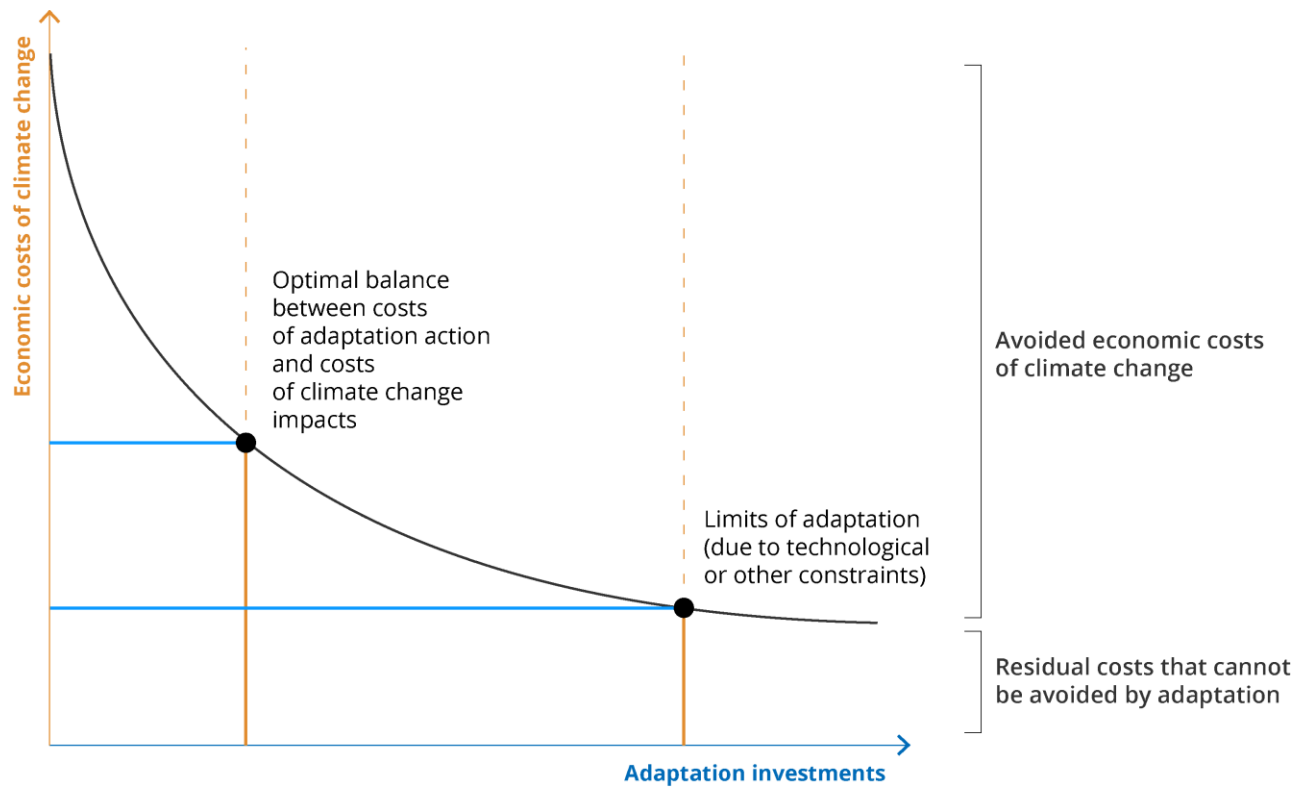 Economic costs of climate change
Optimal balance
between costs
of adaptation action
and costs
of climate change
impacts
Avoided economic costs
of climate change
Limits of adaptation
(due to technological
or other constraints)
Residual costs that cannot
be avoided by adaptation
Adaptation investments